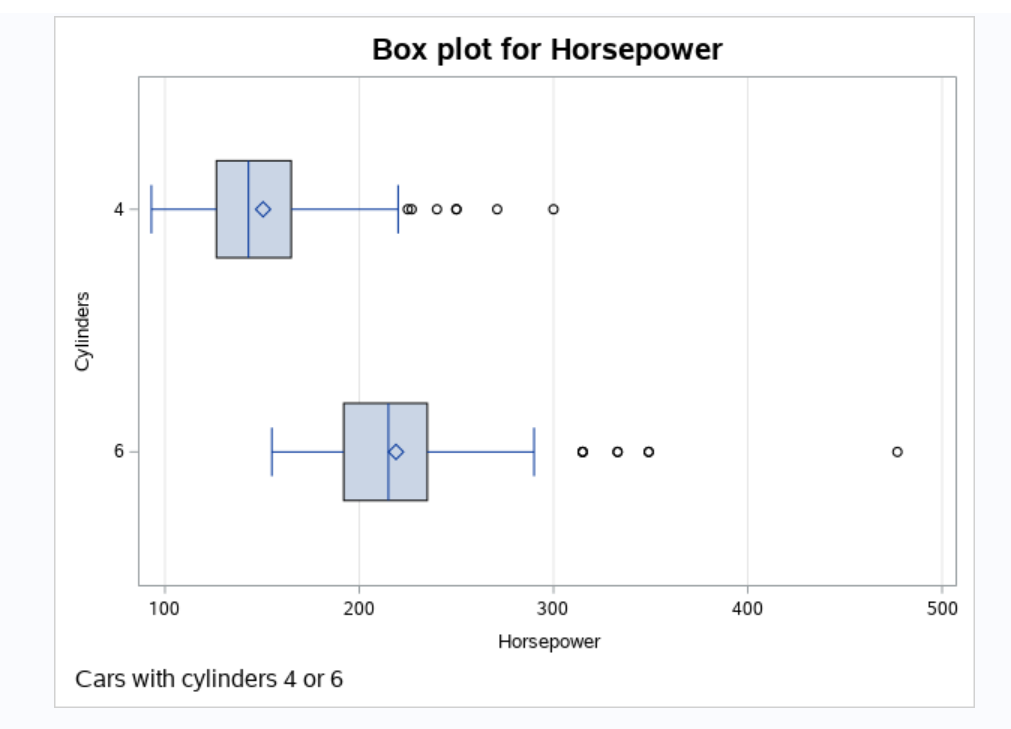 Box plot for Horsepower
4
6
Cylinders
100 200 300 400 500
Horsepower
Cars with cylinders 4 or 6